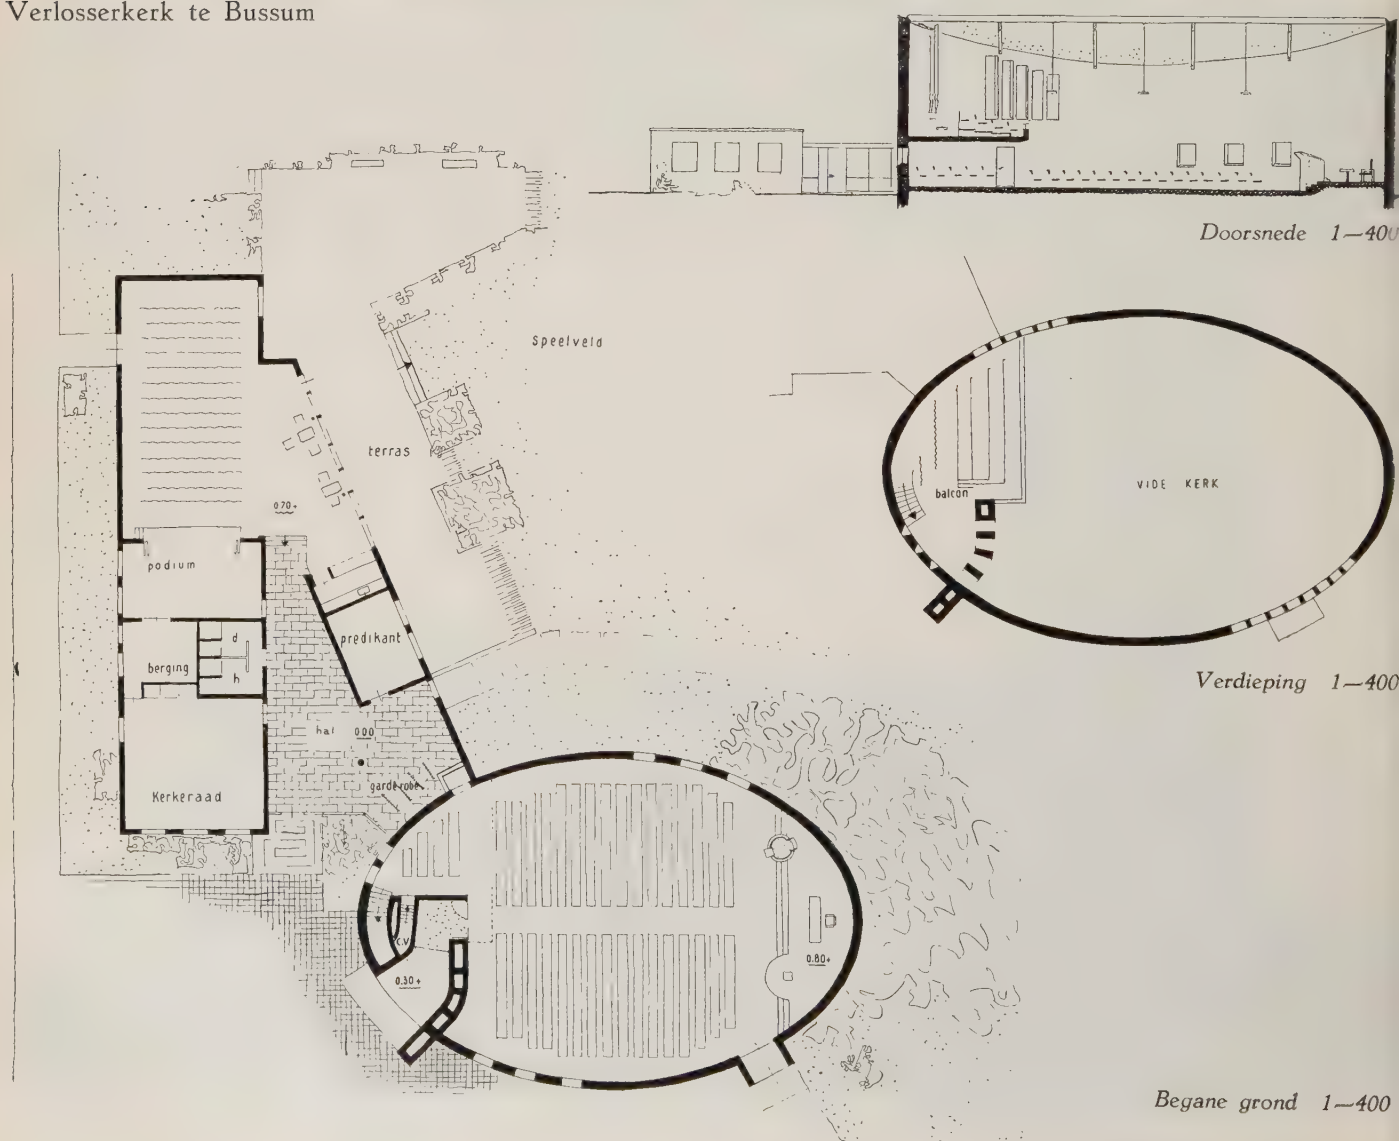 Verlosserkerk te Bussum
Doorsnede 1—400
speelveld
terras
balcon
VIDE KERK
0.70+
podium
predikant
d
berging
h
Verdieping 1—400
hal 0.00
garderobe
Kerkeraad
C.V.
0.30+
0.80+
Begane grond 1—400